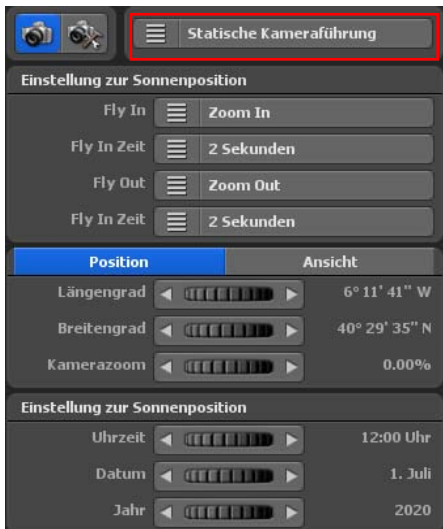 Statische Kameraführung
Einstellung zur Sonnenposition
Fly In Zoom In
Fly In Zeit 2 Sekunden
Fly Out Zoom Out
Fly In Zeit 2 Sekunden
Position Ansicht
Längengrad 6° 11' 41" W
Breitengrad 40° 29' 35" N
Kamerazoom 0.00%
Einstellung zur Sonnenposition
Uhrzeit 12:00 Uhr
Datum 1. Juli
Jahr 2020